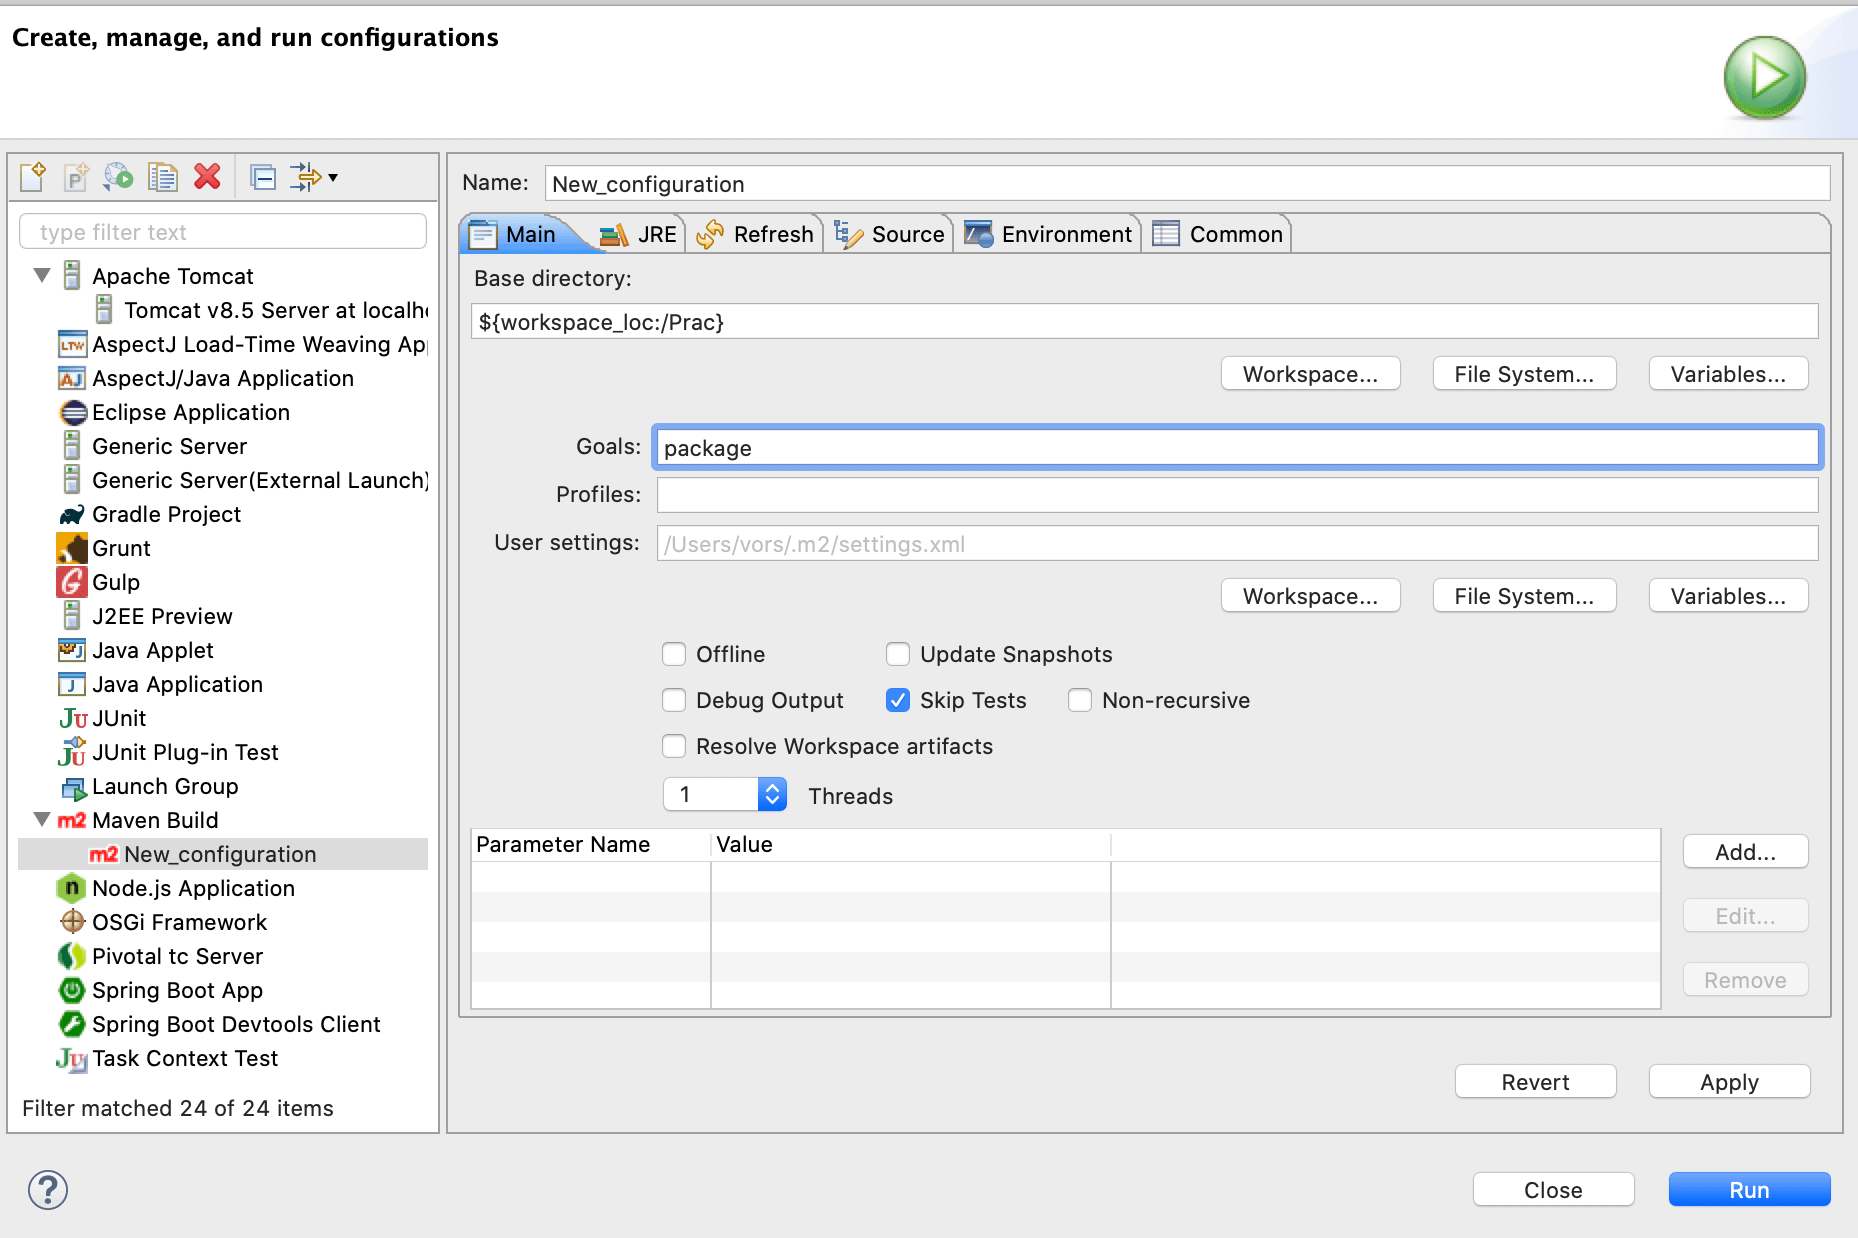 Create, manage, and run configurations
type filter text
Apache Tomcat
Tomcat v8.5 Server at localh
AspectJ Load-Time Weaving Ap
AspectJ/Java Application
Eclipse Application
Generic Server
Generic Server(External Launch)
Gradle Project
Grunt
Gulp
J2EE Preview
Java Applet
Java Application
JUnit
JUnit Plug-in Test
Launch Group
m2 Maven Build
m2 New_configuration
Node.js Application
OSGi Framework
Pivotal tc Server
Spring Boot App
Spring Boot Devtools Client
Task Context Test
Filter matched 24 of 24 items
Name: New_configuration
Main JRE Refresh Source Environment Common
Base directory:
${workspace_loc:/Prac}
Workspace... File System... Variables...
Goals: package
Profiles:
User settings: /Users/vors/.m2/settings.xml
Workspace... File System... Variables...
Offline Update Snapshots
Debug Output Skip Tests Non-recursive
Resolve Workspace artifacts
1 Threads
Parameter Name Value
Add...
Edit...
Remove
Revert Apply
? Close Run